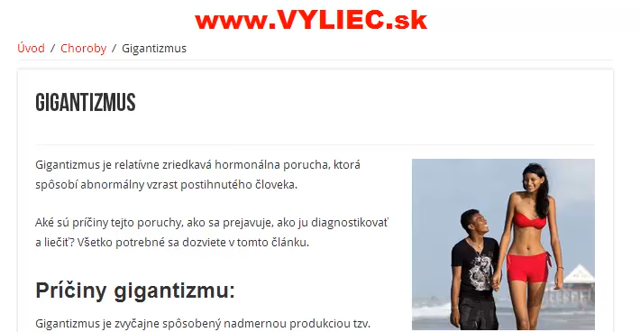 www.VYLIEC.sk
Úvod / Choroby / Gigantizmus
GIGANTIZMUS
Gigantizmus je relatívne zriedkavá hormonálna porucha, ktorá
spôsobí abnormálny vzrast postihnutého človeka.
Aké sú príčiny tejto poruchy, ako sa prejavuje, ako ju diagnostikovať
a liečiť? Všetko potrebné sa dozviete v tomto článku.
Príčiny gigantizmu:
Gigantizmus je zvyčajne spôsobený nadmernou produkciou tzv.